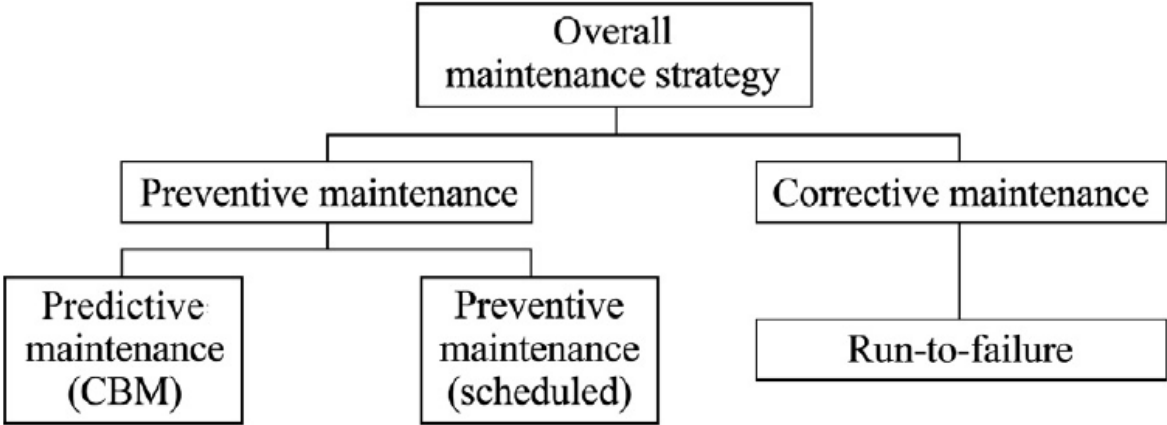 Overall
maintenance strategy
Preventive maintenance
Corrective maintenance
Predictive
maintenance
(CBM)
Preventive
maintenance
(scheduled)
Run-to-failure